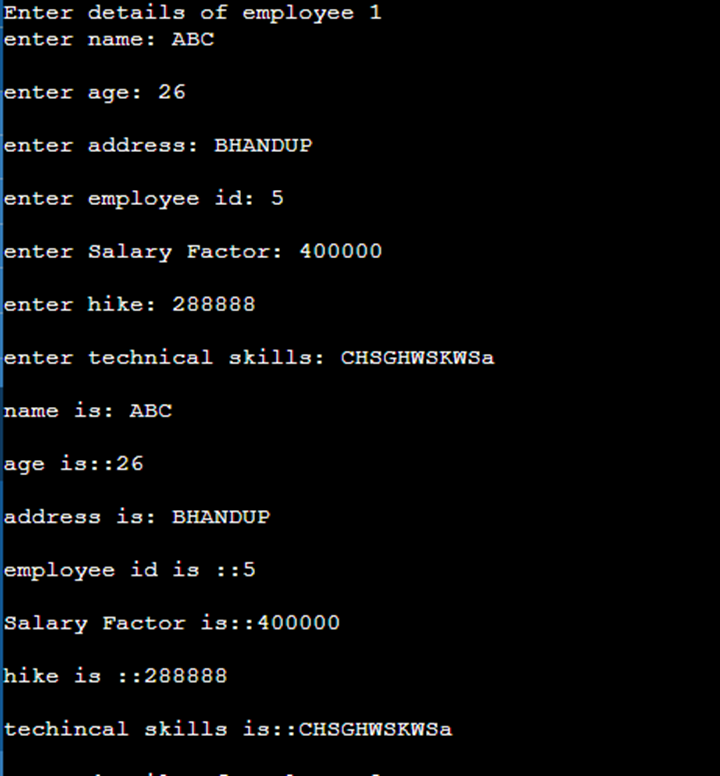 Enter details of employee 1
enter name: ABC
enter age: 26
enter address: BHANDUP
enter employee id: 5
enter Salary Factor: 400000
enter hike: 288888
enter technical skills: CHSGHWSKWSa
name is: ABC
age is::26
address is: BHANDUP
employee id is ::5
Salary Factor is::400000
hike is ::288888
techincal skills is::CHSGHWSKWSa